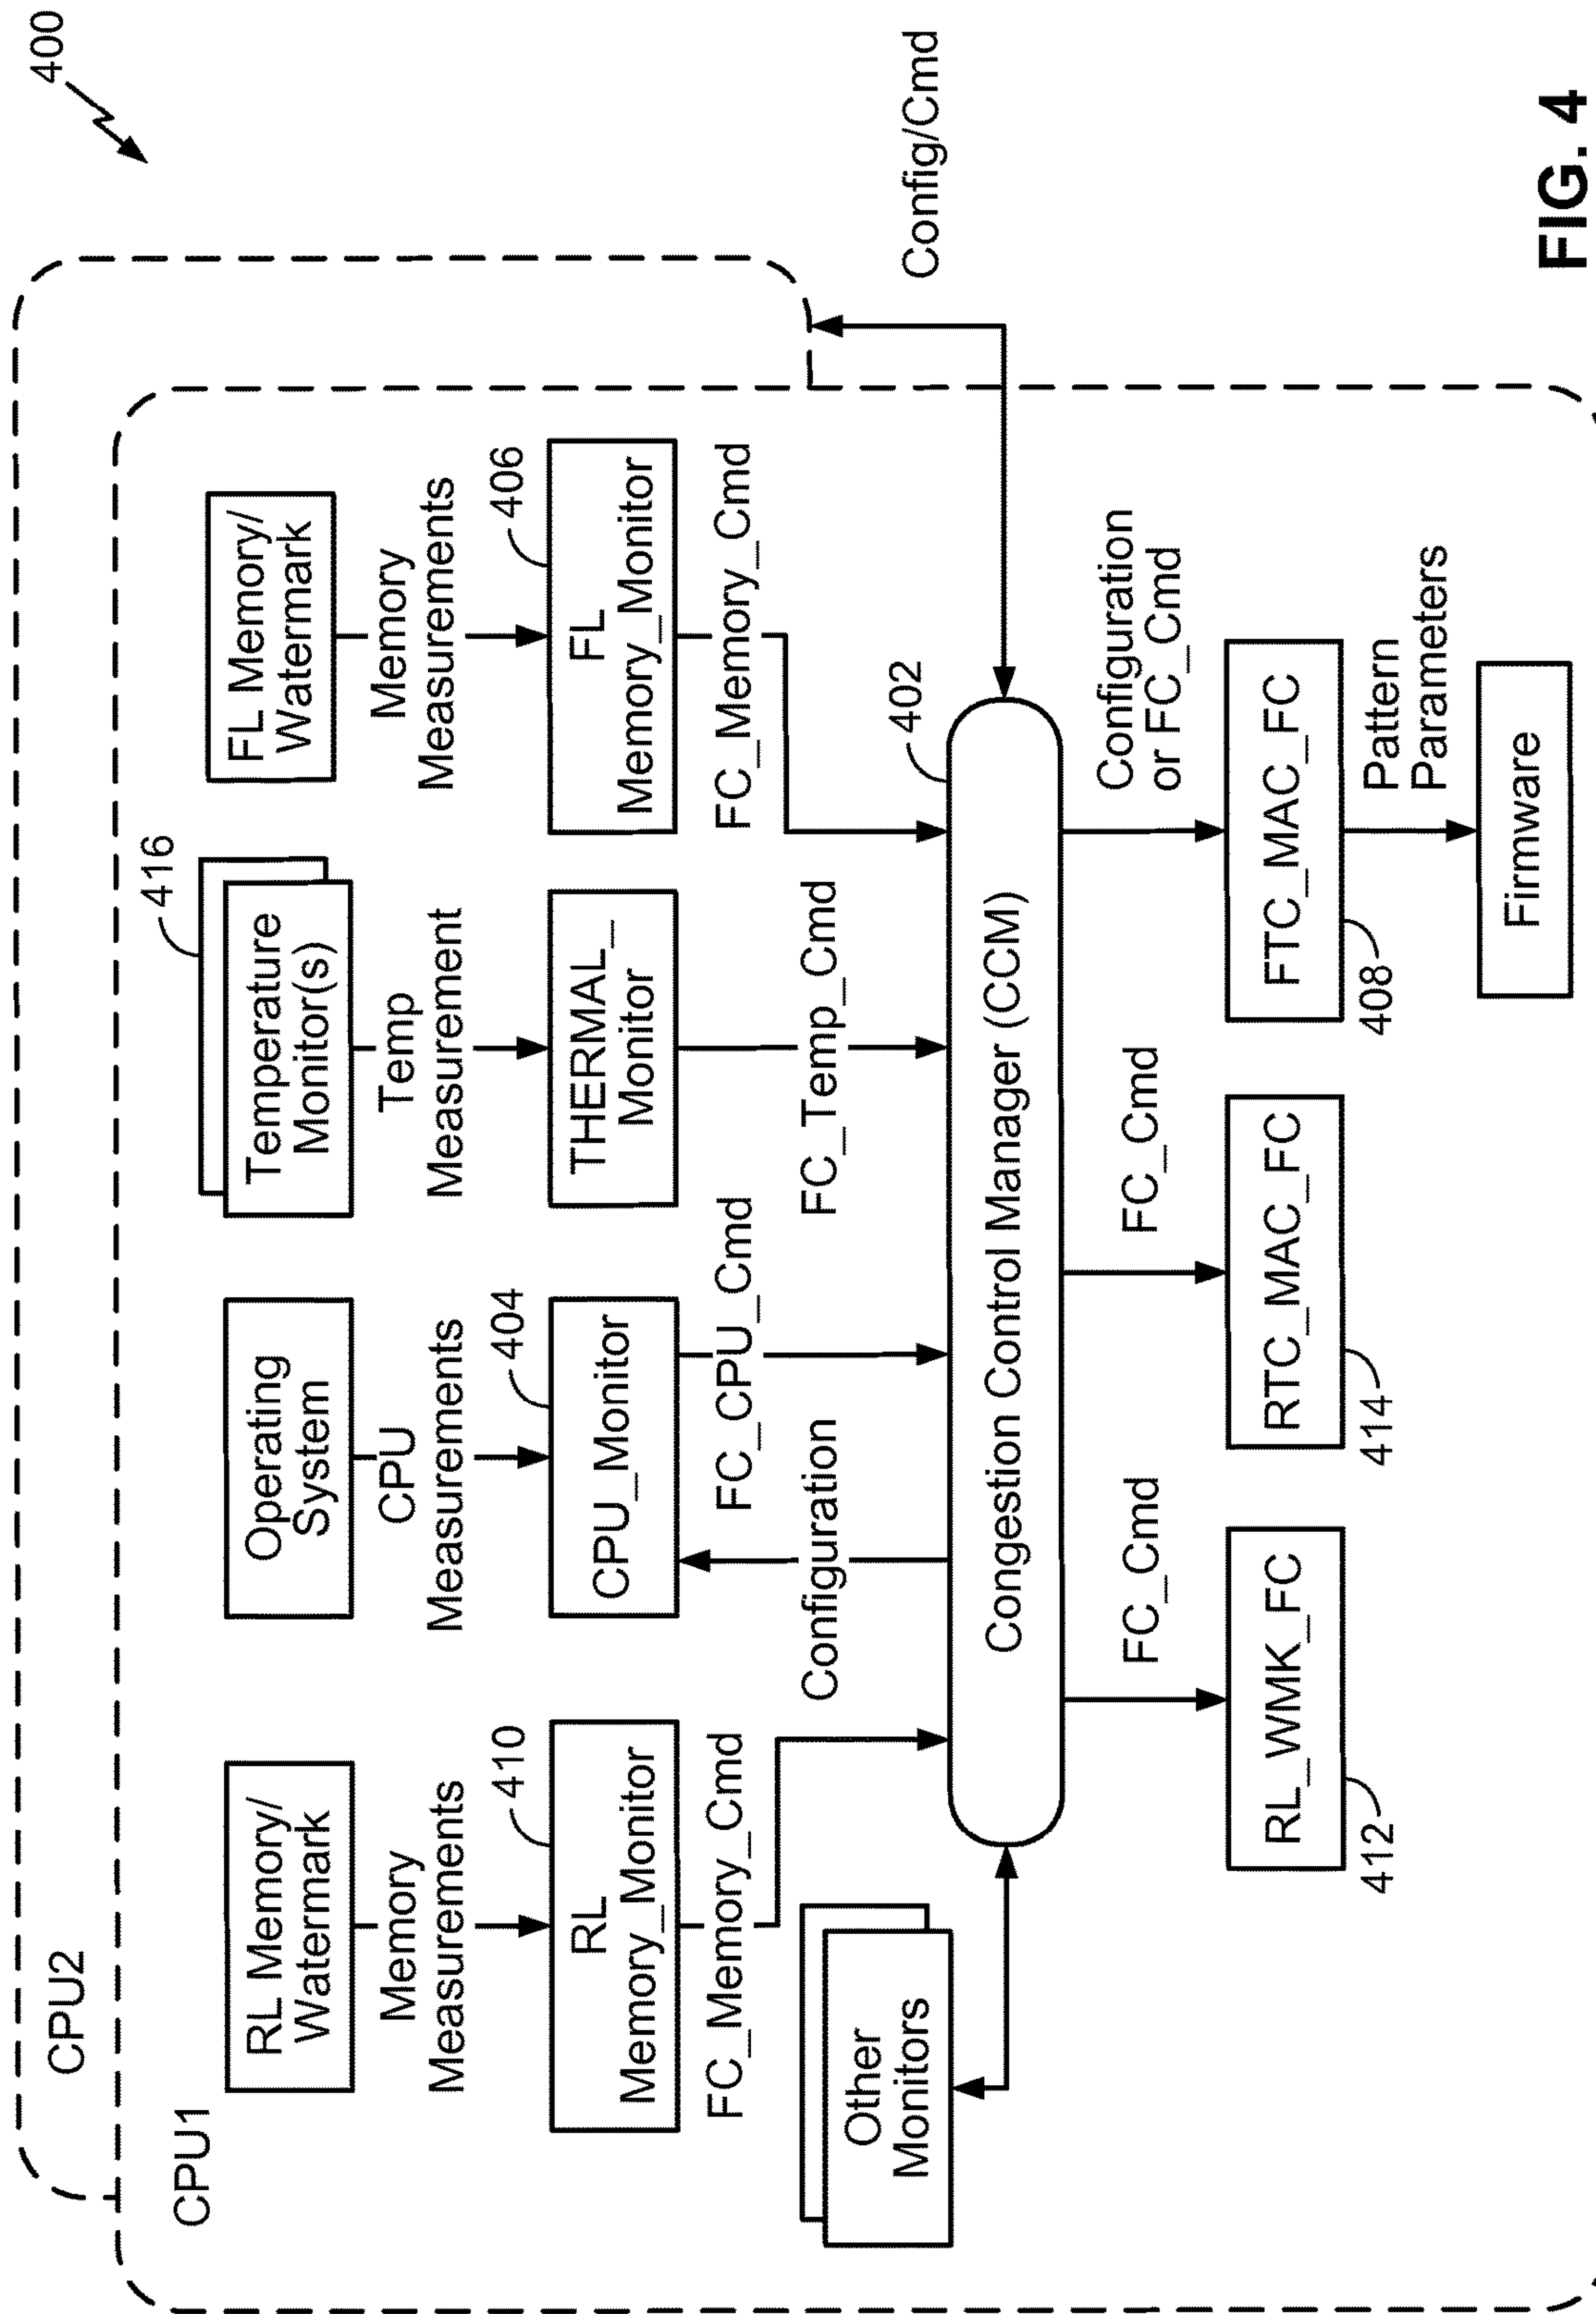 400
CPU2
CPU1
RL Memory/
Watermark
Operating
System
Temperature
Monitor(s)
416
FL Memory/
Watermark
Memory
Measurements
CPU
Measurements
Temp
Measurement
Memory
Measurements
410
404
406
RL
Memory_Monitor
CPU_Monitor
THERMAL_
Monitor
FL
Memory_Monitor
FC_Memory_Cmd
Configuration
FC_CPU_Cmd
FC_Temp_Cmd
FC_Memory_Cmd
Other
Monitors
402
Config/Cmd
Congestion Control Manager (CCM)
FC_Cmd
FC_Cmd
Configuration
or FC_Cmd
RL_WMK_FC
RTC_MAC_FC
FTC_MAC_FC
412
414
408
Pattern
Parameters
Firmware
FIG. 4